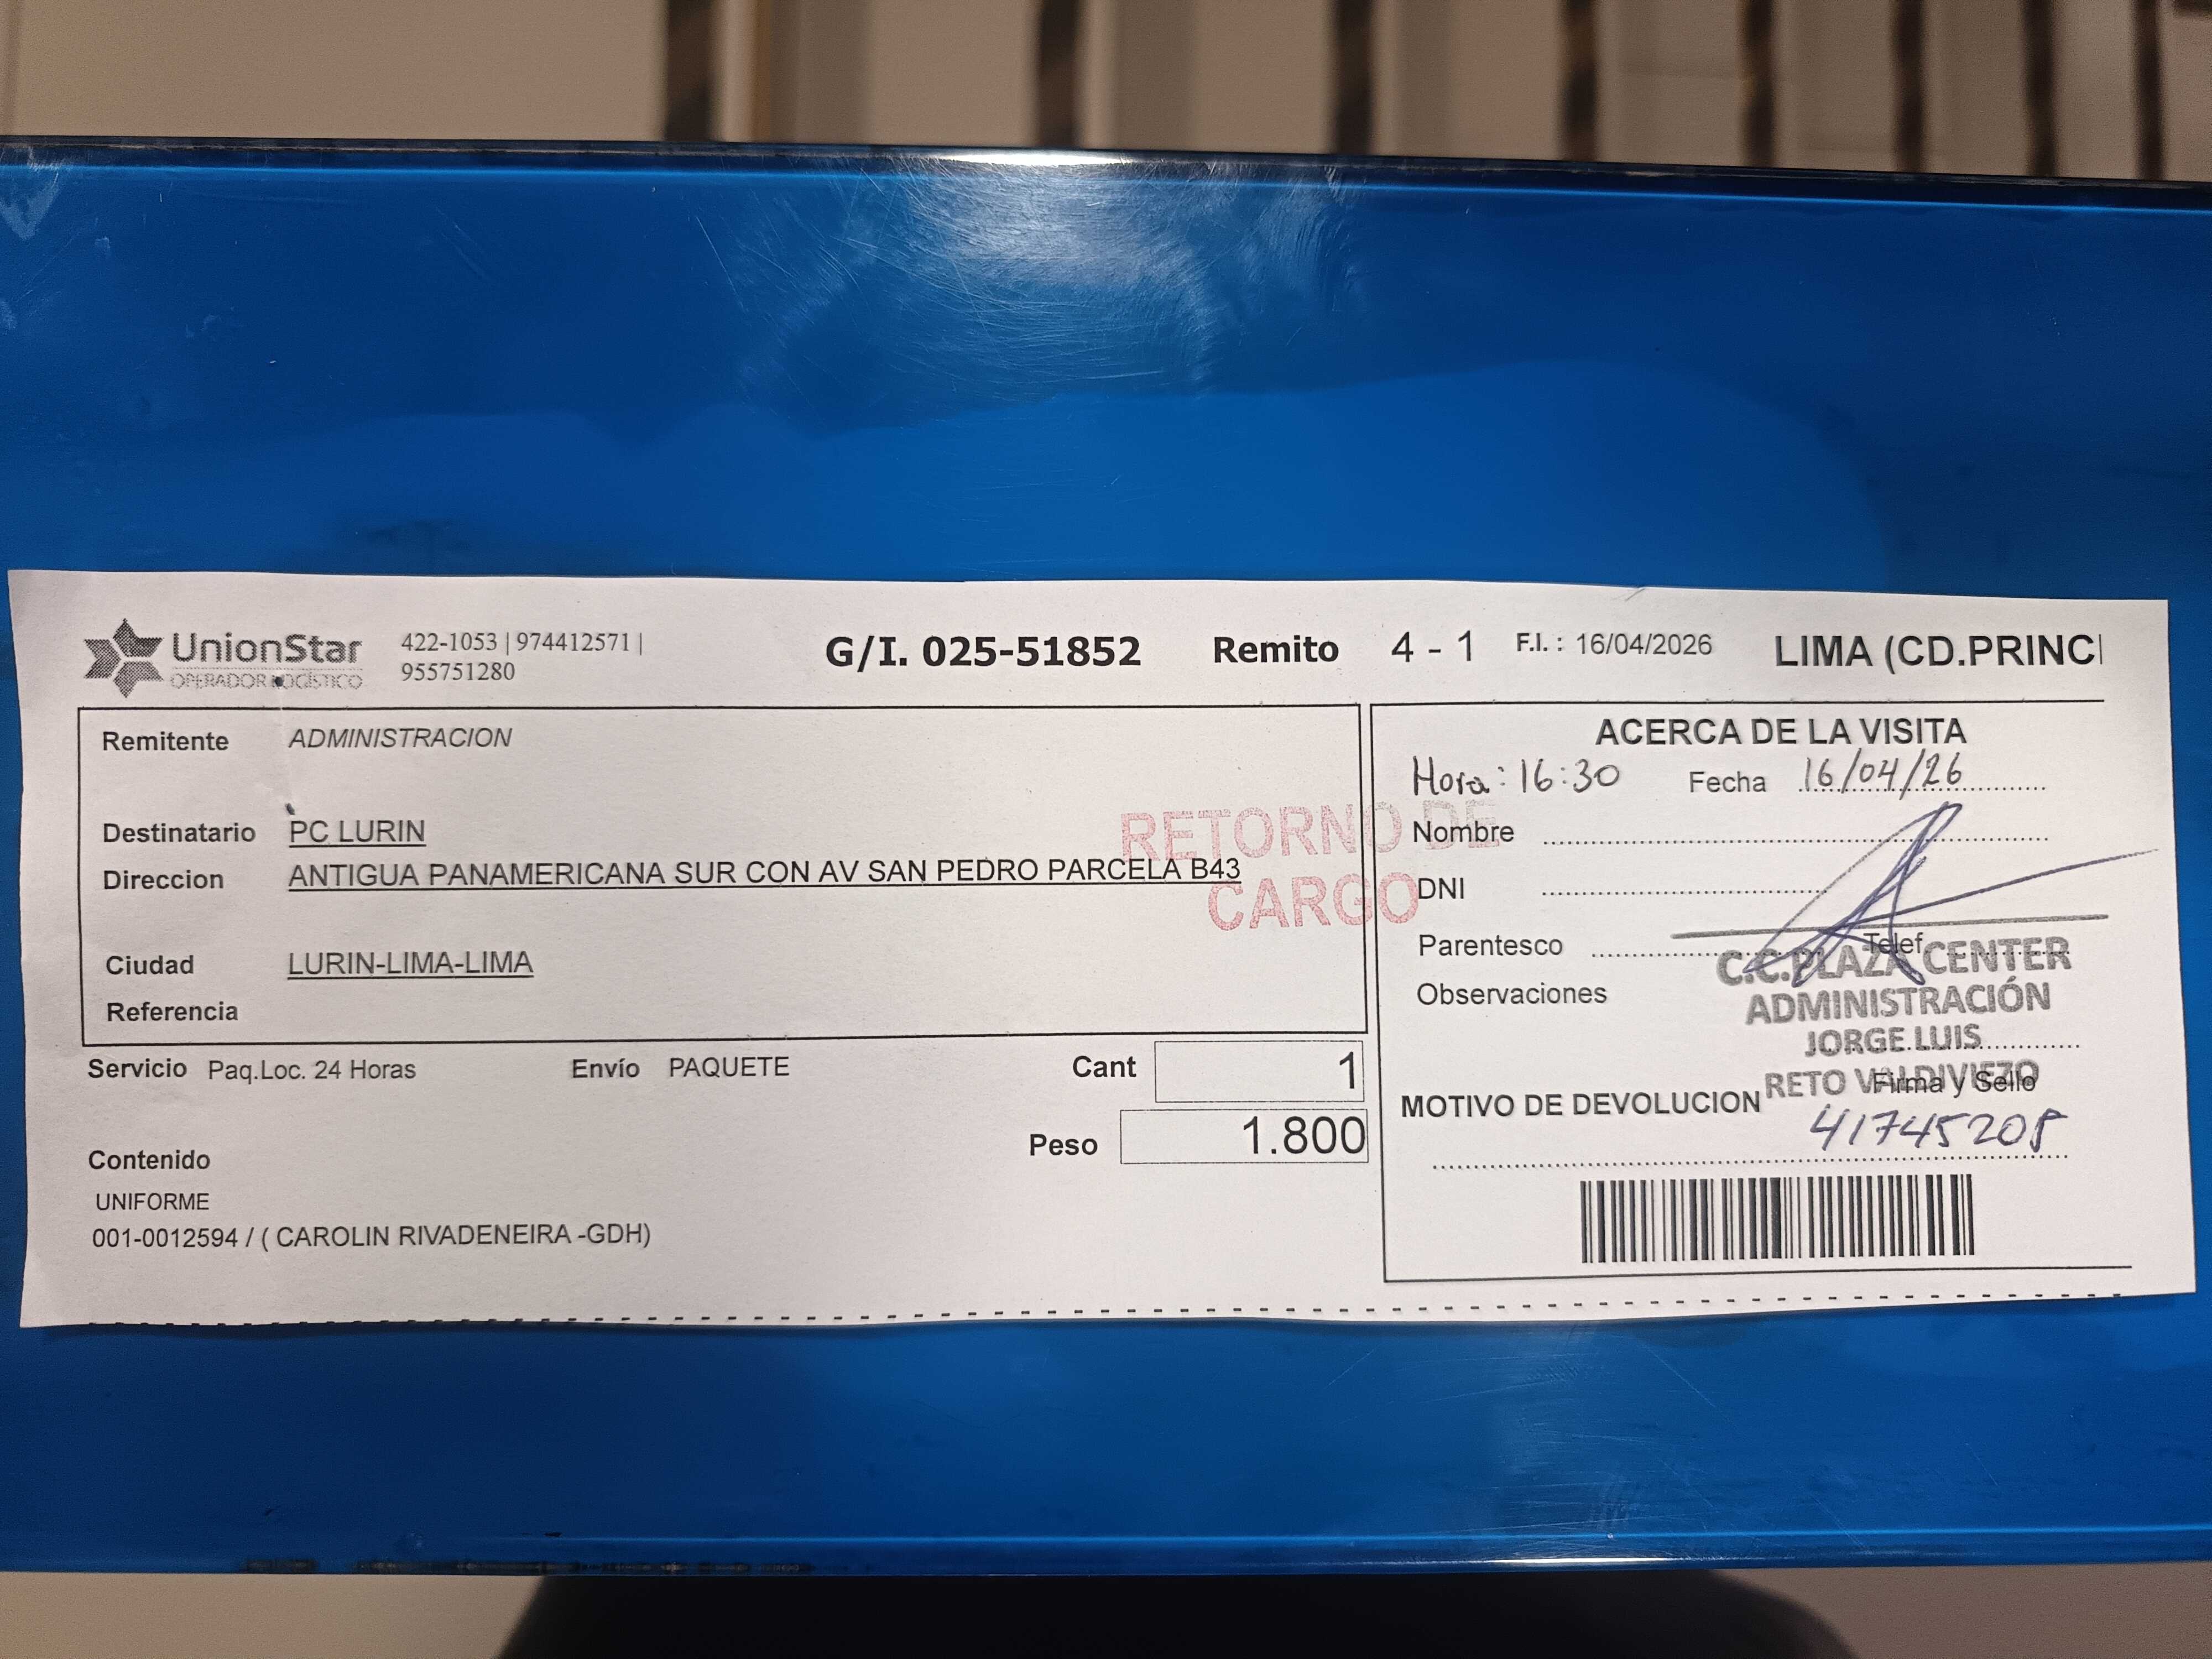 UnionStar
OPERADOR LOGÍSTICO
422-1053 | 974412571 |
955751280
G/I. 025-51852 Remito 4 - 1 F.I. : 16/04/2026 LIMA (CD.PRINCI
Remitente ADMINISTRACION
Destinatario PC LURIN
Direccion ANTIGUA PANAMERICANA SUR CON AV SAN PEDRO PARCELA B43
Ciudad LURIN-LIMA-LIMA
Referencia
RETORNO DE
CARGO
Servicio Paq.Loc. 24 Horas Envío PAQUETE Cant 1
Peso 1.800
Contenido
UNIFORME
001-0012594 / ( CAROLIN RIVADENEIRA -GDH)
ACERCA DE LA VISITA
Hora: 16:30 Fecha 16/04/26
Nombre
DNI
Parentesco Telef
Observaciones
C.C.PLAZA CENTER
ADMINISTRACIÓN
JORGE LUIS
RETO VALDIVIEZO
Firma y Sello
MOTIVO DE DEVOLUCION
41745208